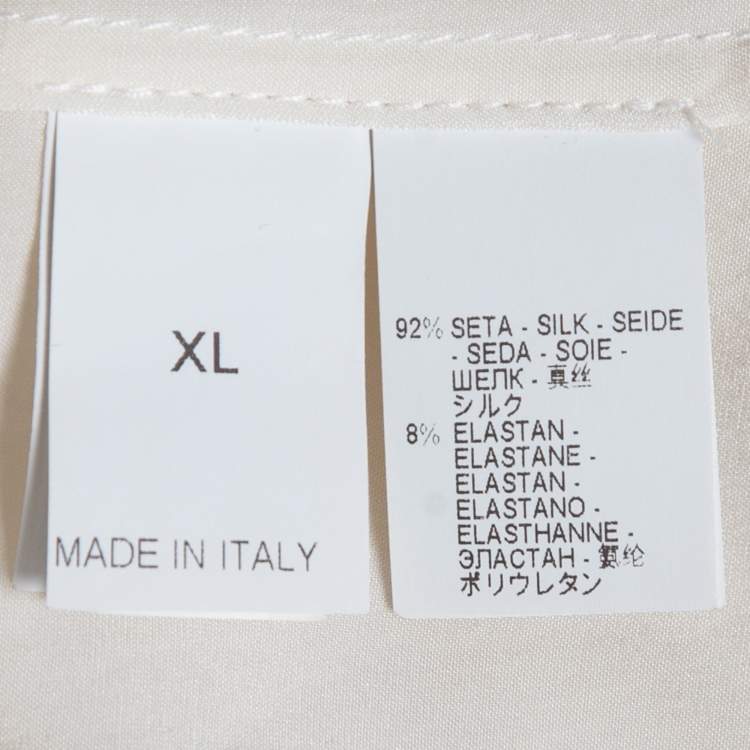 XL
MADE IN ITALY
92% SETA - SILK - SEIDE
- SEDA - SOIE -
ШЕЛК - 真丝
シルク
8% ELASTAN -
ELASTANE -
ELASTAN -
ELASTANO -
ELASTHANNE -
ЭЛАСТАН - 氨纶
ポリウレタン